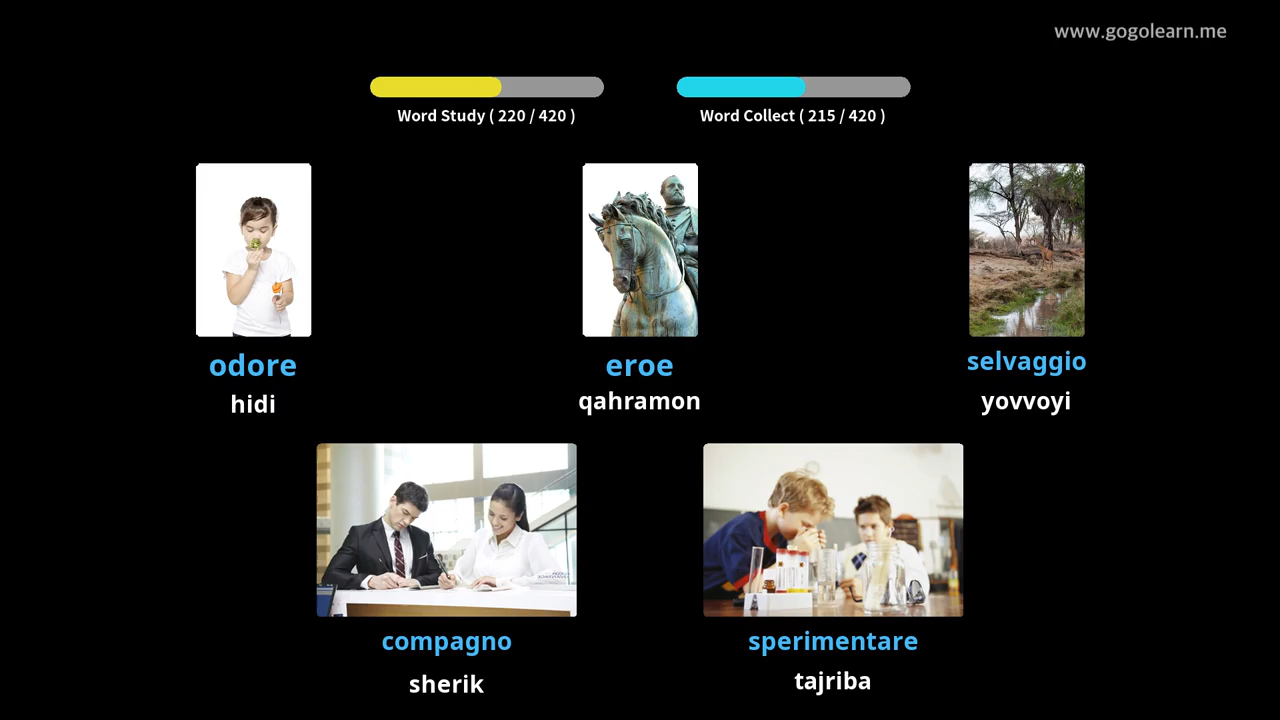 www.gogolearn.me
Word Study ( 220 / 420 )
Word Collect ( 215 / 420 )
odore
hidi
eroe
qahramon
selvaggio
yovvoyi
compagno
sherik
sperimentare
tajriba